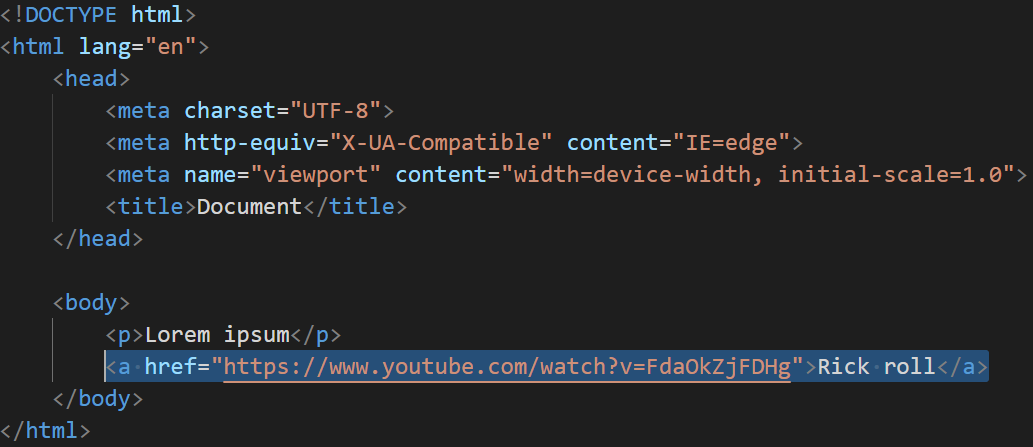 <!DOCTYPE html>
<html lang="en">
<head>
<meta charset="UTF-8">
<meta http-equiv="X-UA-Compatible" content="IE=edge">
<meta name="viewport" content="width=device-width, initial-scale=1.0">
<title>Document</title>
</head>
<body>
<p>Lorem ipsum</p>
<a href="https://www.youtube.com/watch?v=FdaOkZjFDHg">Rick roll</a>
</body>
</html>